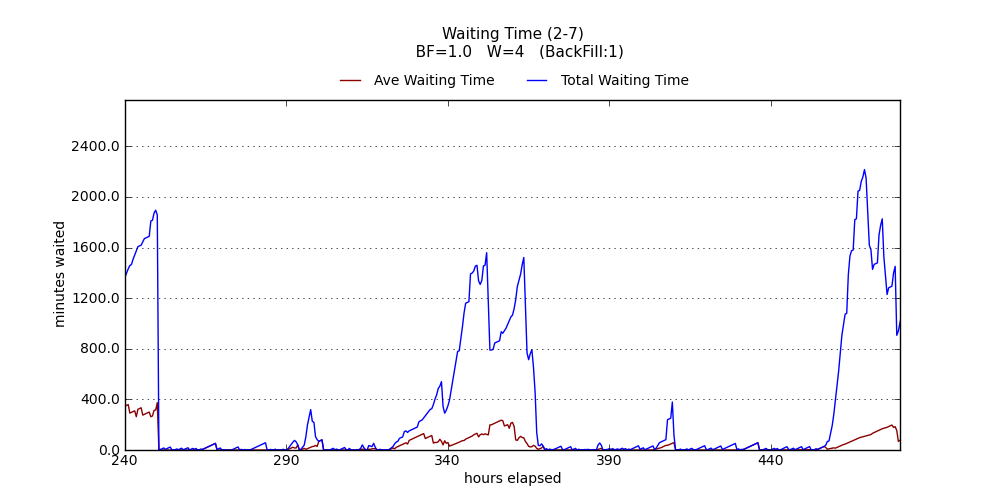 Waiting Time (2-7)
BF=1.0   W=4   (BackFill:1)
Ave Waiting Time   Total Waiting Time
2400.0
2000.0
1600.0
1200.0
800.0
400.0
0.0
minutes waited
240   290   340   390   440
hours elapsed